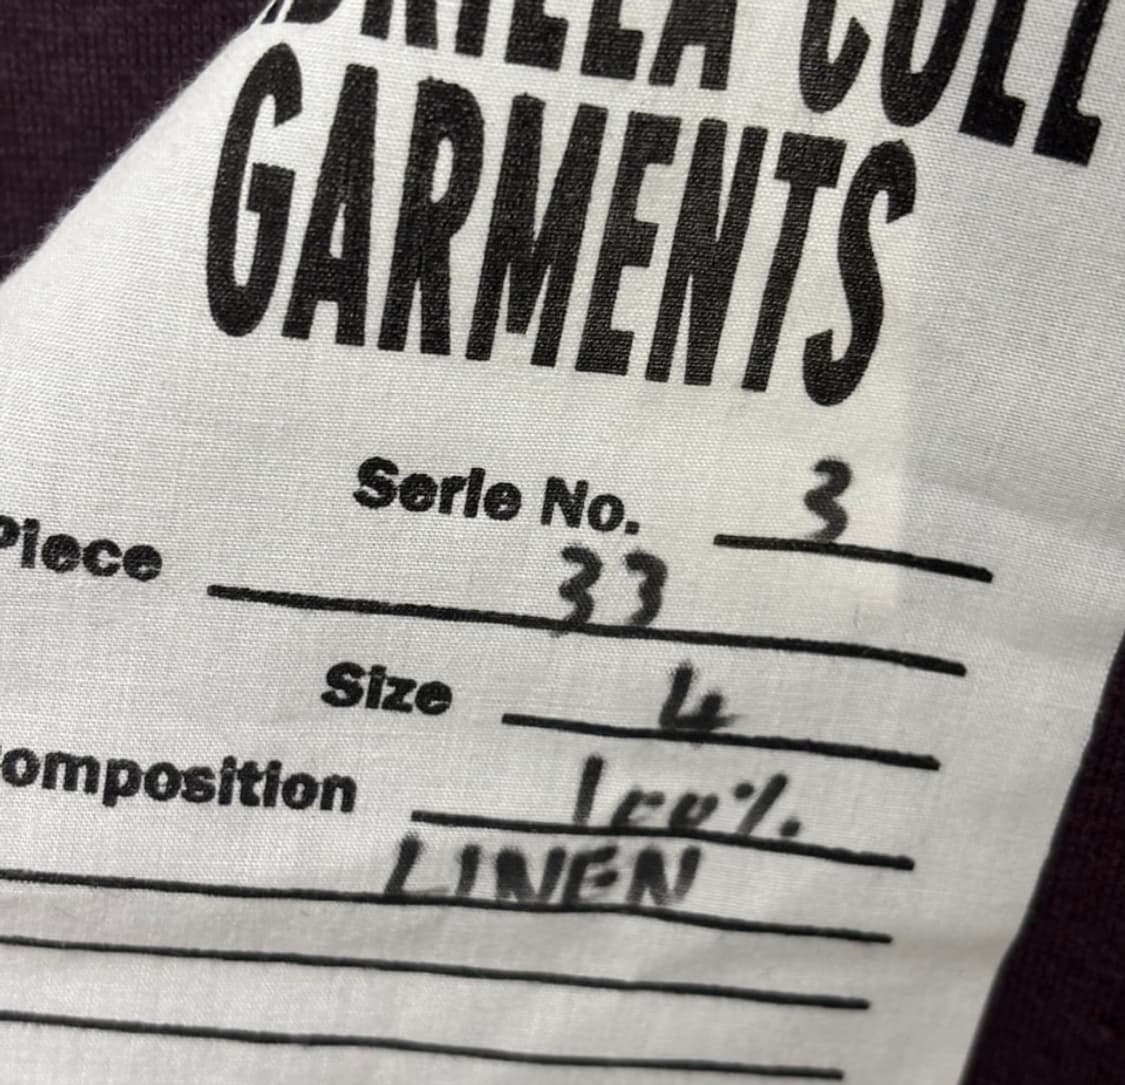 GARMENTS
Serie No. 3
Piece 33
Size 4
omposition 100%
LINEN